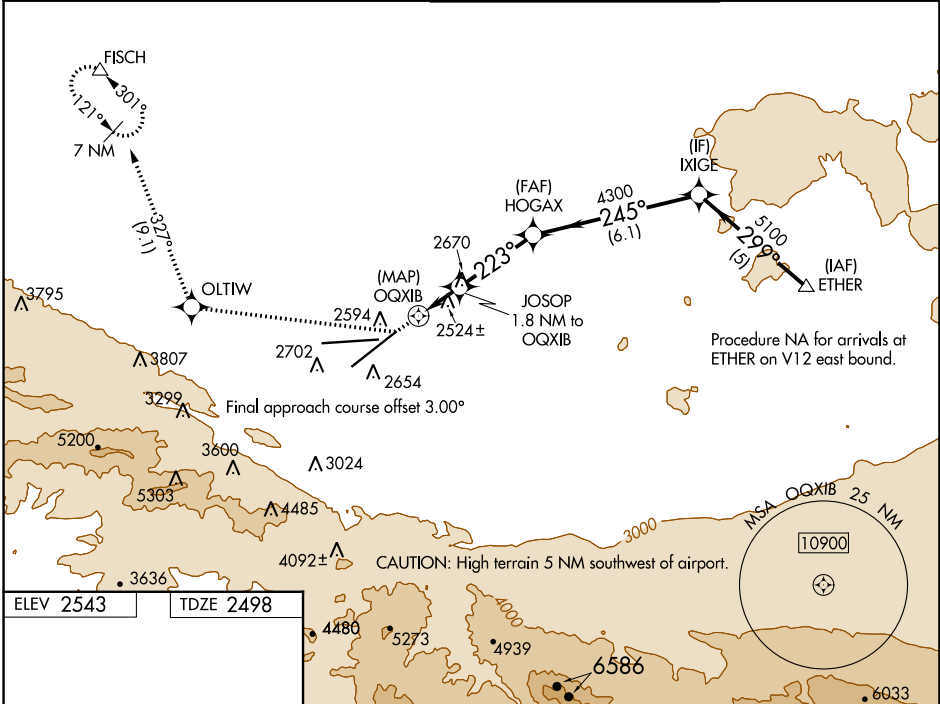 FISCH
301°
121°
7 NM
327°
(9.1)
OLTIW
(IF)
IXIGE
4300
245°
(6.1)
(FAF)
HOGAX
5100
299°
(5)
(IAF)
ETHER
2670
223°
(MAP)
OQXIB
JOSOP
1.8 NM to
OQXIB
2594
2524±
2702
2654
Procedure NA for arrivals at
ETHER on V12 east bound.
3795
3807
3299
Final approach course offset 3.00°
5200
3600
3024
5303
4485
4092±
3000
MSA OQXIB 25 NM
10900
CAUTION: High terrain 5 NM southwest of airport.
3636
ELEV 2543
TDZE 2498
4000
4480
5273
4939
6586
6033